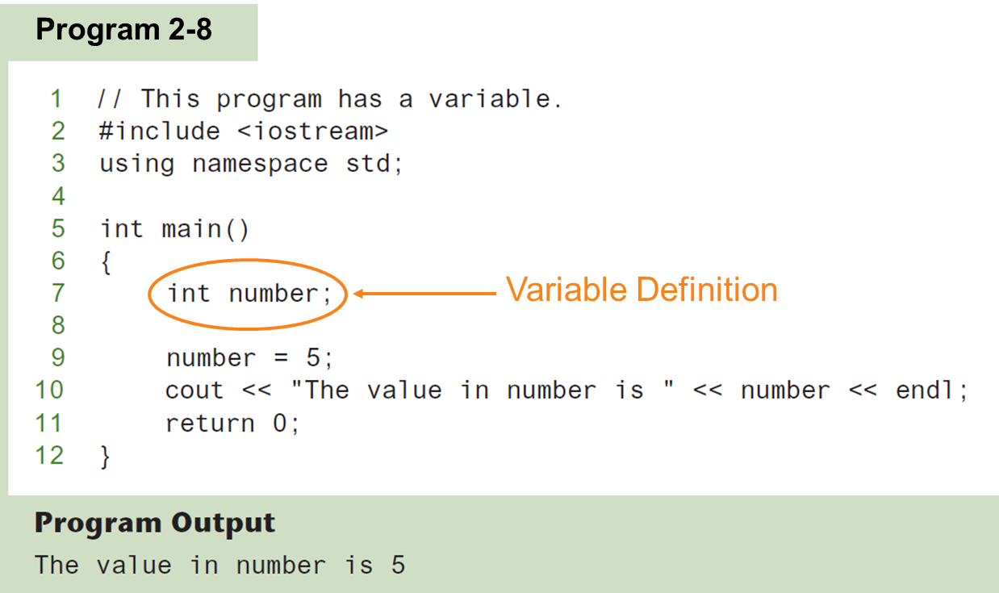 Program 2-8
1 // This program has a variable.
2 #include <iostream>
3 using namespace std;
4
5 int main()
6 {
7 int number; Variable Definition
8
9 number = 5;
10 cout << "The value in number is " << number << endl;
11 return 0;
12 }
Program Output
The value in number is 5